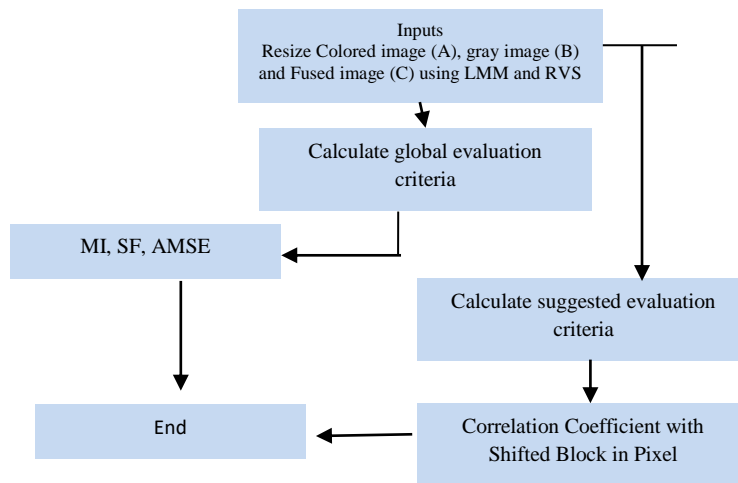 Inputs
Resize Colored image (A), gray image (B)
and Fused image (C) using LMM and RVS
Calculate global evaluation
criteria
MI, SF, AMSE
Calculate suggested evaluation
criteria
End
Correlation Coefficient with
Shifted Block in Pixel